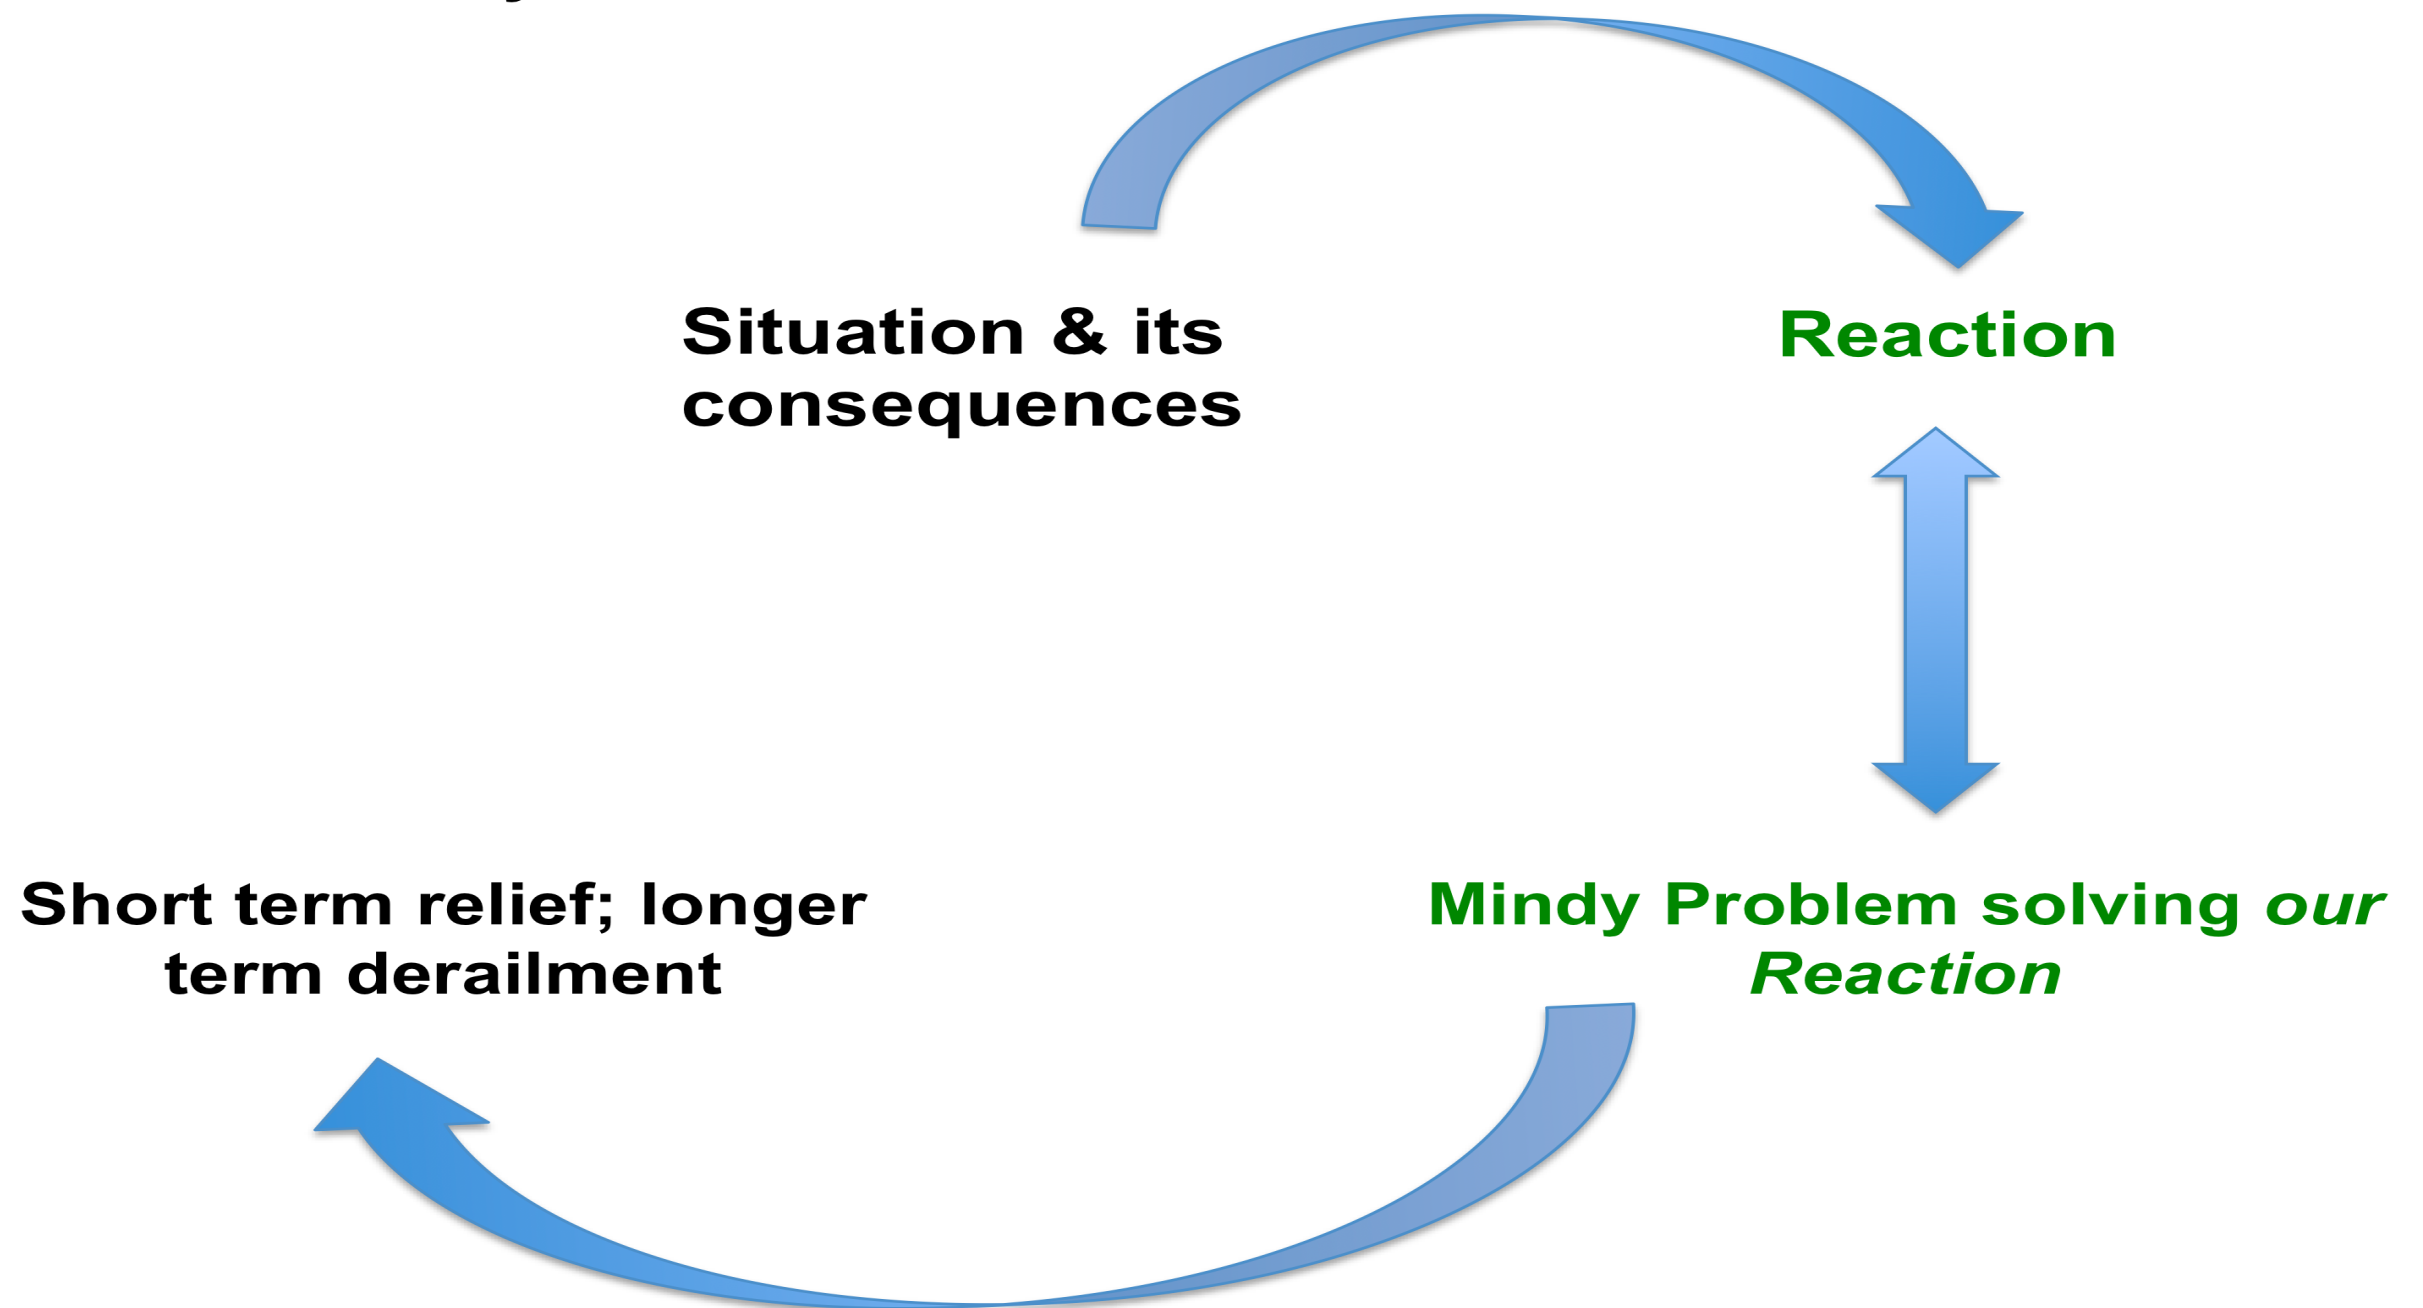 Situation & its
consequences
Reaction
Short term relief; longer
term derailment
Mindy Problem solving our
Reaction